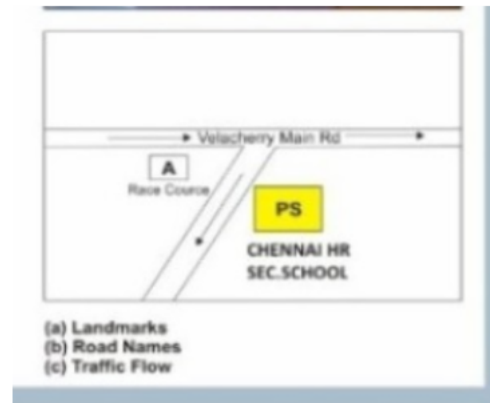 Velacherry Main Rd
A
Race Cource
PS
CHENNAI HR
SEC.SCHOOL
(a) Landmarks
(b) Road Names
(c) Traffic Flow